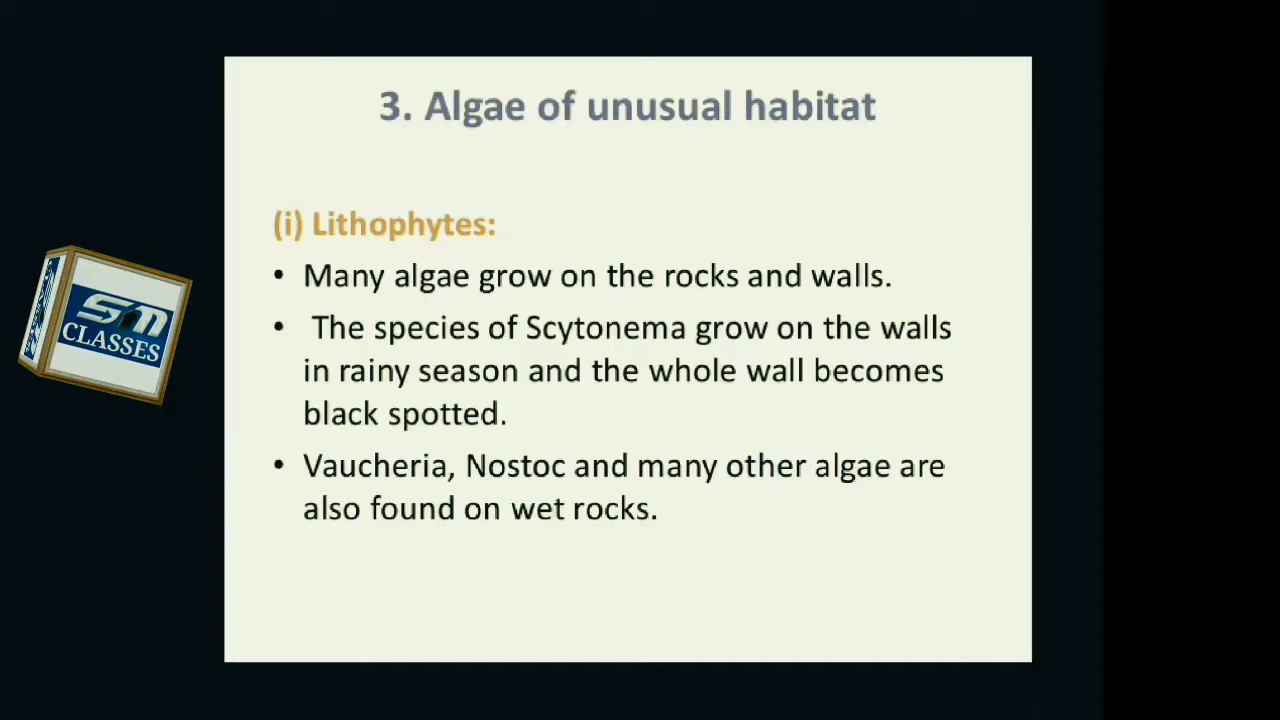 3. Algae of unusual habitat
(i) Lithophytes:
• Many algae grow on the rocks and walls.
• The species of Scytonema grow on the walls
in rainy season and the whole wall becomes
black spotted.
• Vaucheria, Nostoc and many other algae are
also found on wet rocks.
SM
CLASSES